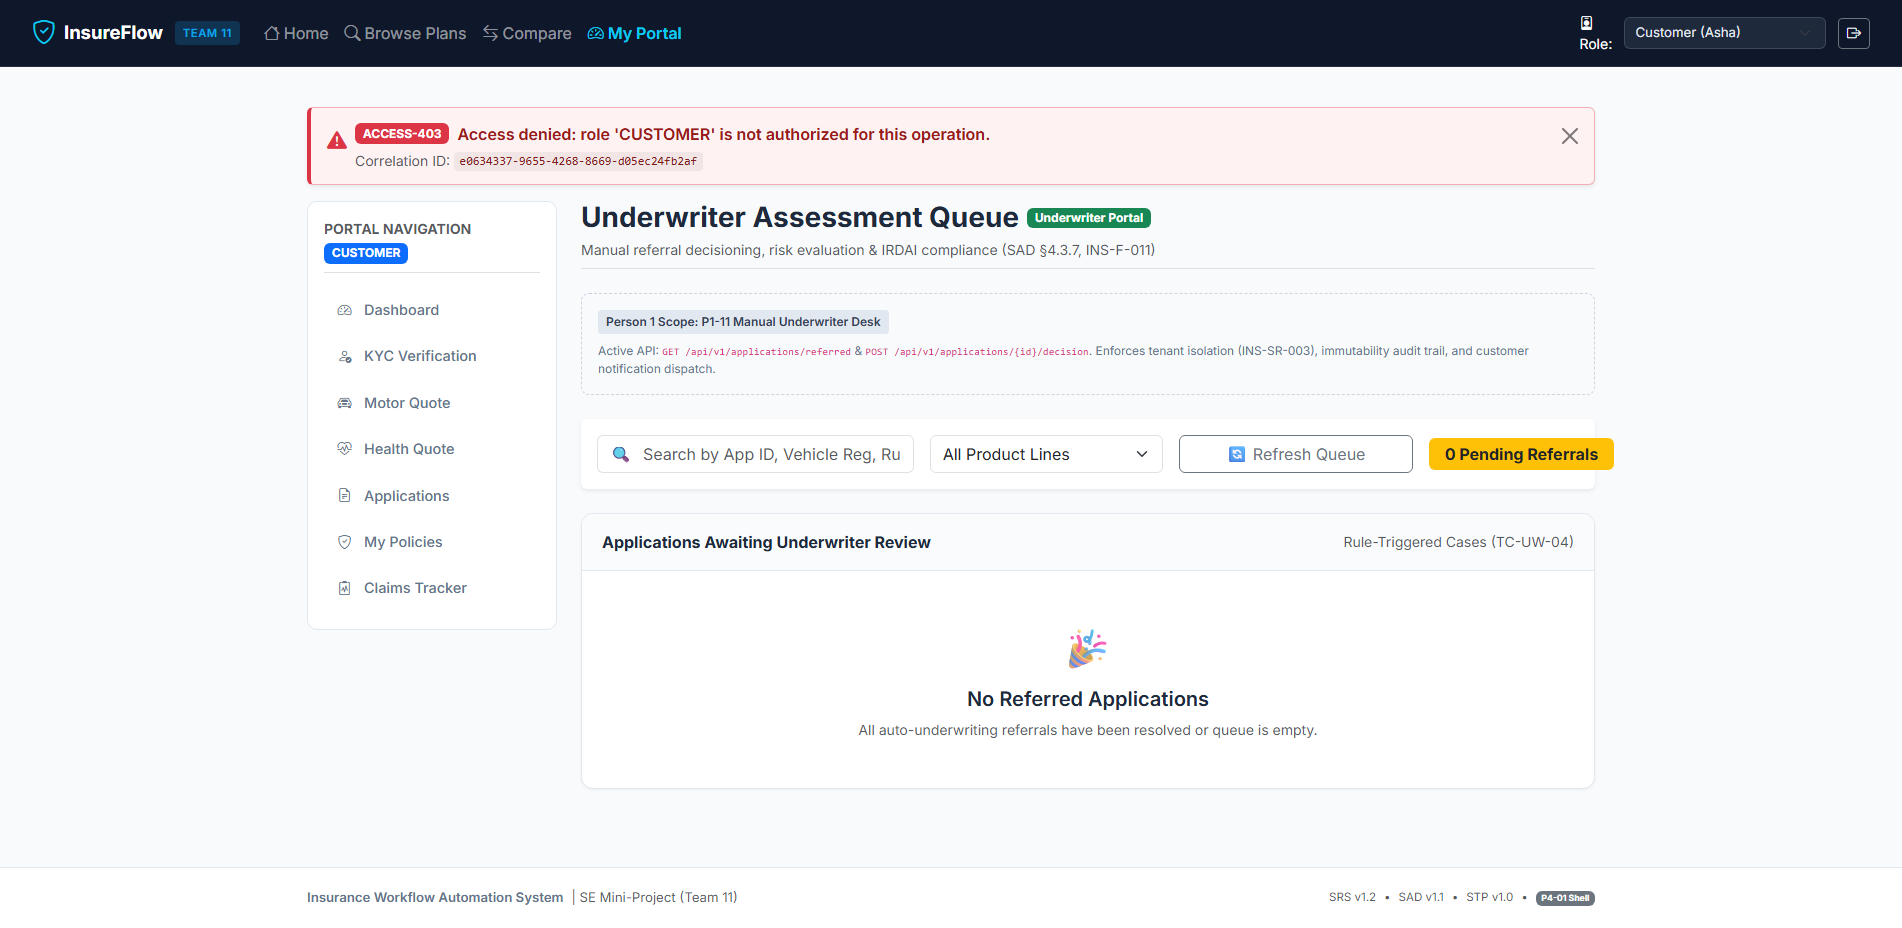 InsureFlow TEAM 11 Home Browse Plans Compare My Portal Role: Customer (Asha)
ACCESS-403 Access denied: role 'CUSTOMER' is not authorized for this operation.
Correlation ID: e0634337-9655-4268-8669-d05ec24fb2af
PORTAL NAVIGATION
CUSTOMER
Dashboard
KYC Verification
Motor Quote
Health Quote
Applications
My Policies
Claims Tracker
Underwriter Assessment Queue Underwriter Portal
Manual referral decisioning, risk evaluation & IRDAI compliance (SAD §4.3.7, INS-F-011)
Person 1 Scope: P1-11 Manual Underwriter Desk
Active API: GET /api/v1/applications/referred & POST /api/v1/applications/{id}/decision. Enforces tenant isolation (INS-SR-003), immutability audit trail, and customer
notification dispatch.
Search by App ID, Vehicle Reg, Ru All Product Lines Refresh Queue 0 Pending Referrals
Applications Awaiting Underwriter Review Rule-Triggered Cases (TC-UW-04)
No Referred Applications
All auto-underwriting referrals have been resolved or queue is empty.
Insurance Workflow Automation System | SE Mini-Project (Team 11) SRS v1.2 • SAD v1.1 • STP v1.0 • P4-01 Shell